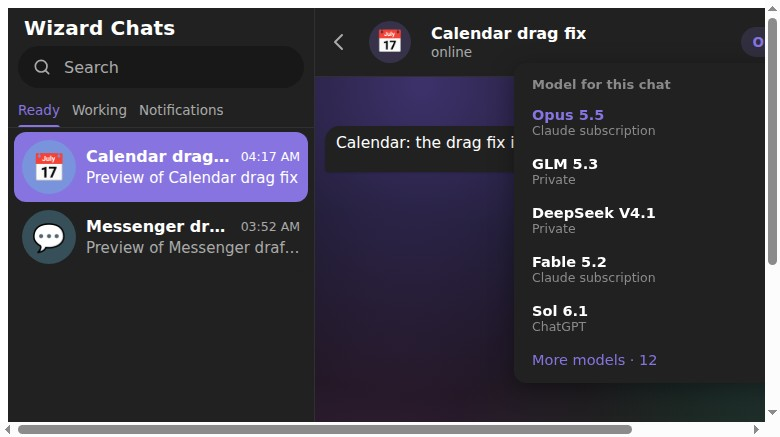 Wizard Chats
Search
Ready
Working
Notifications
Calendar drag...
04:17 AM
Preview of Calendar drag fix
Messenger dr...
03:52 AM
Preview of Messenger draf...
Calendar drag fix
online
Calendar: the drag fix i
Model for this chat
Opus 5.5
Claude subscription
GLM 5.3
Private
DeepSeek V4.1
Private
Fable 5.2
Claude subscription
Sol 6.1
ChatGPT
More models · 12